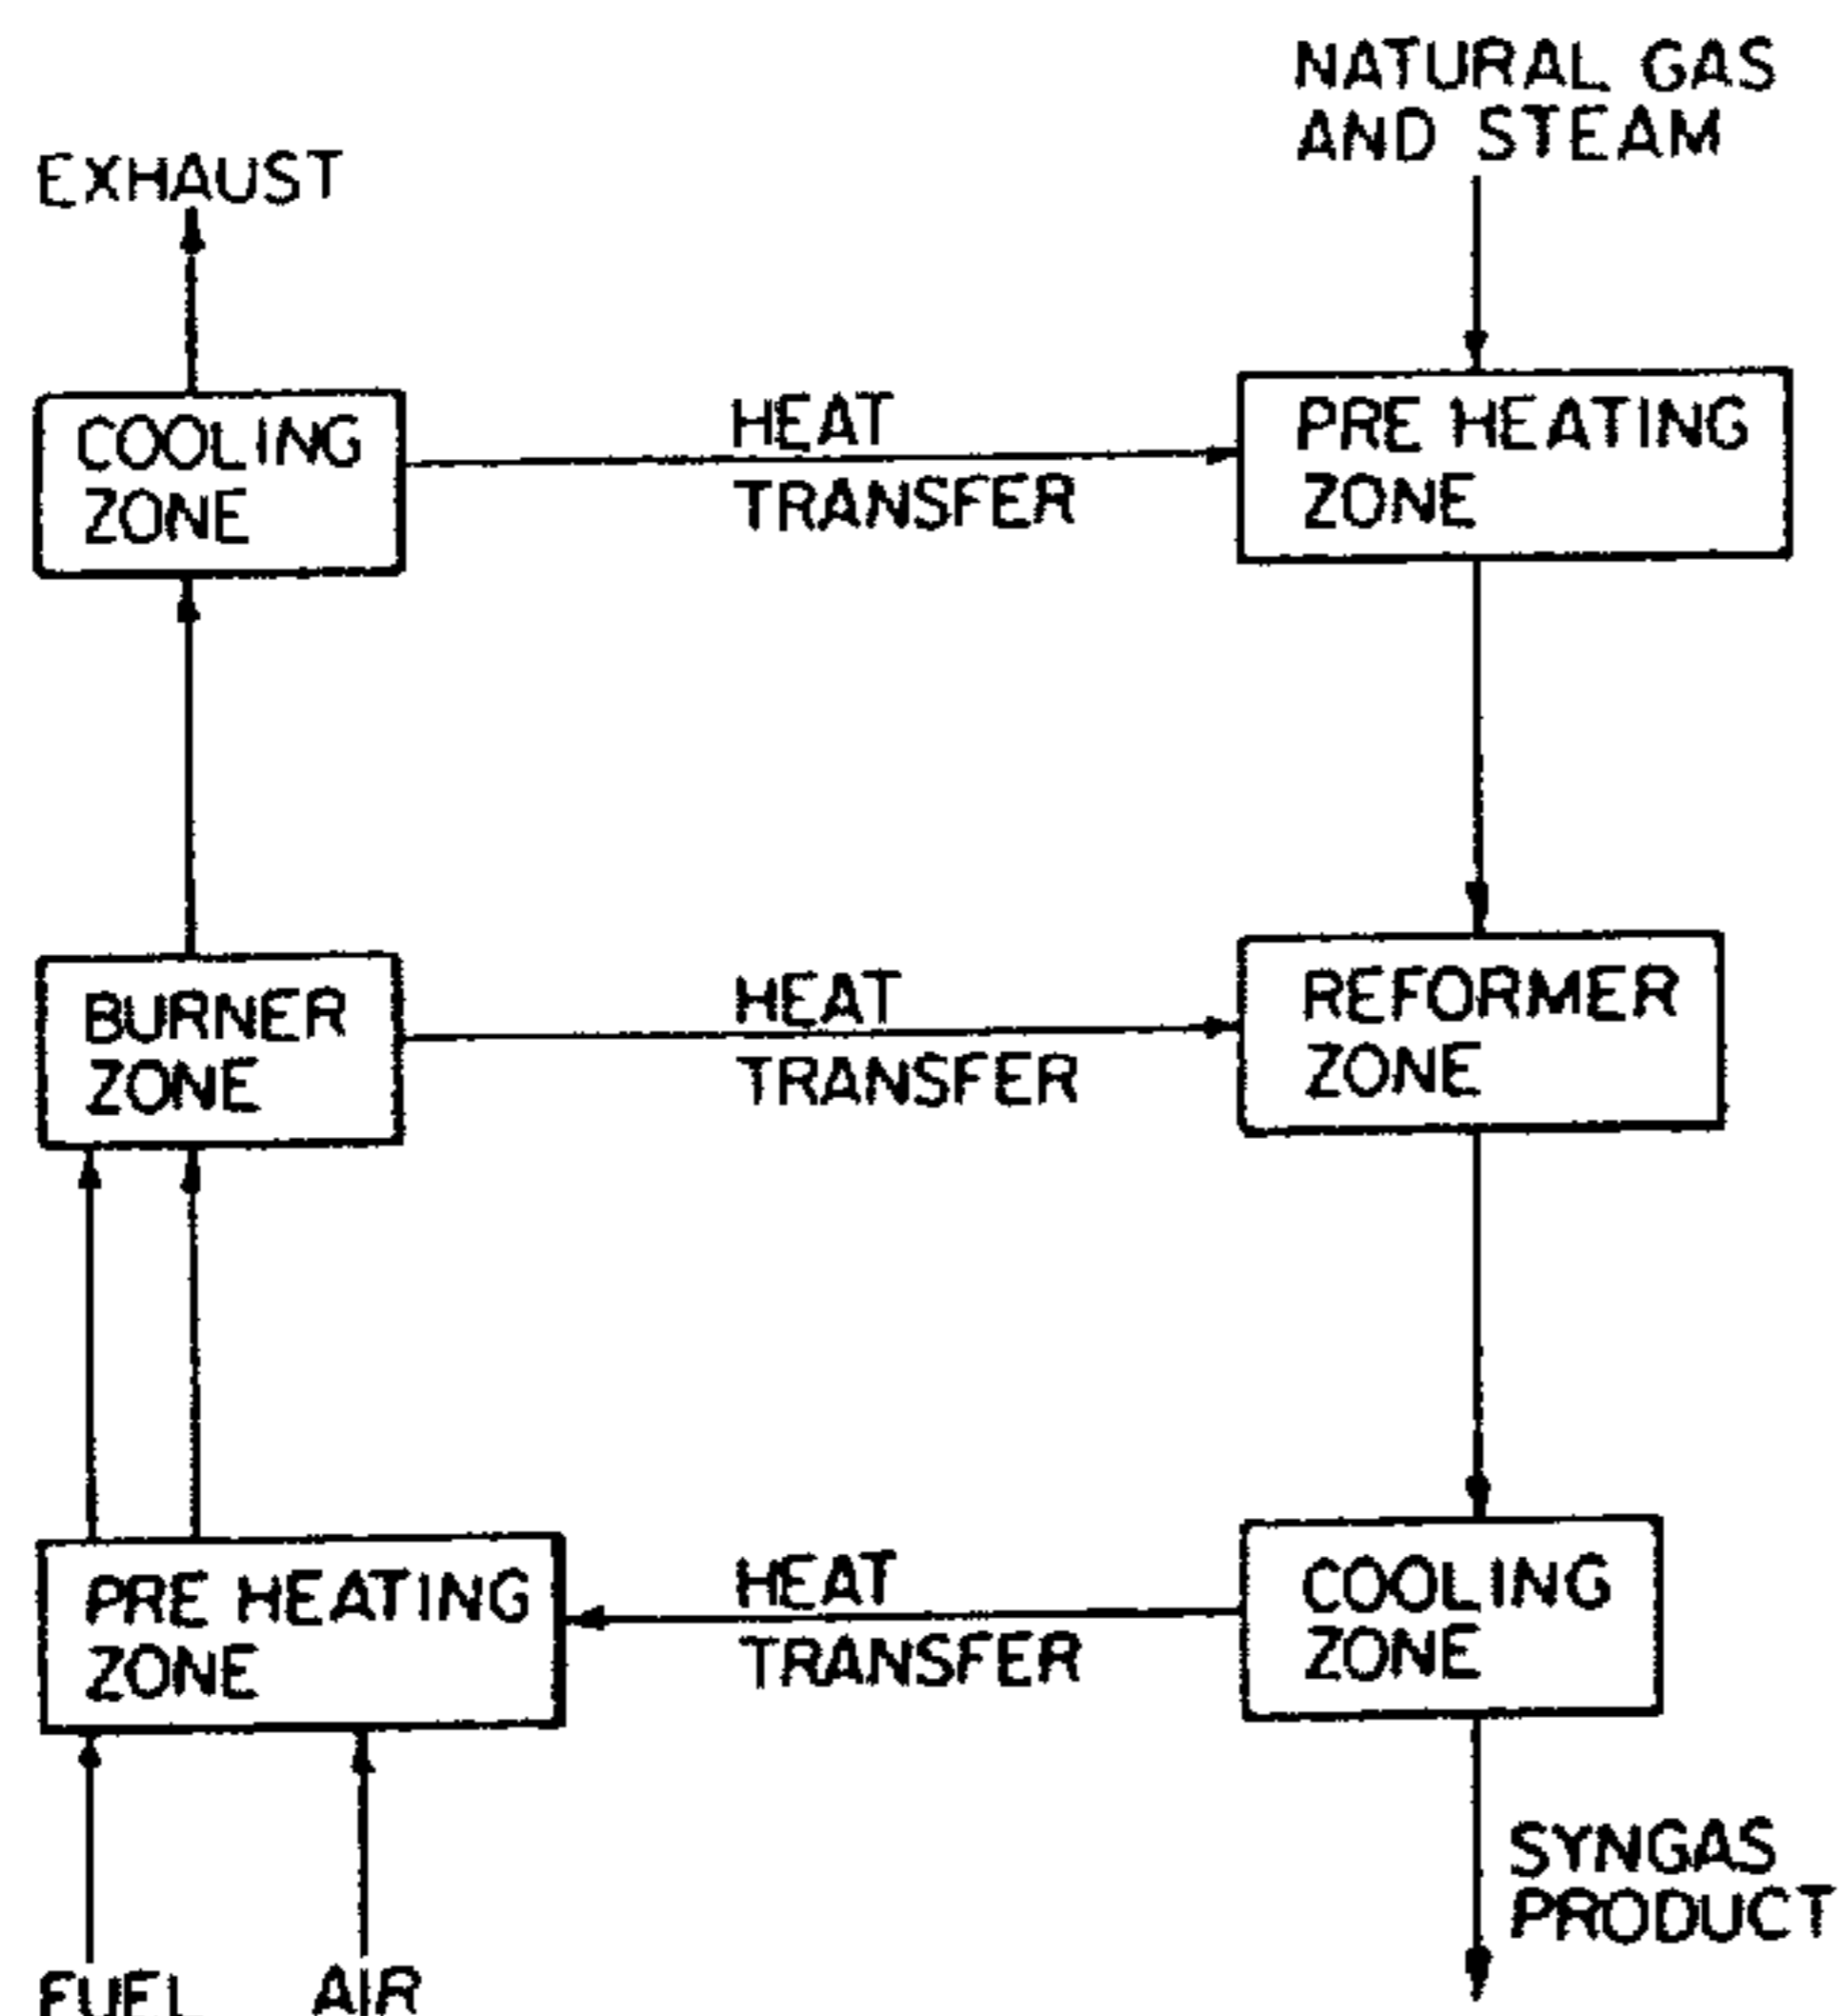 NATURAL GAS
AND STEAM
EXHAUST
COOLING
ZONE
HEAT
TRANSFER
PRE HEATING
ZONE
BURNER
ZONE
HEAT
TRANSFER
REFORMER
ZONE
PRE HEATING
ZONE
HEAT
TRANSFER
COOLING
ZONE
SYNGAS
PRODUCT
FUEL AIR